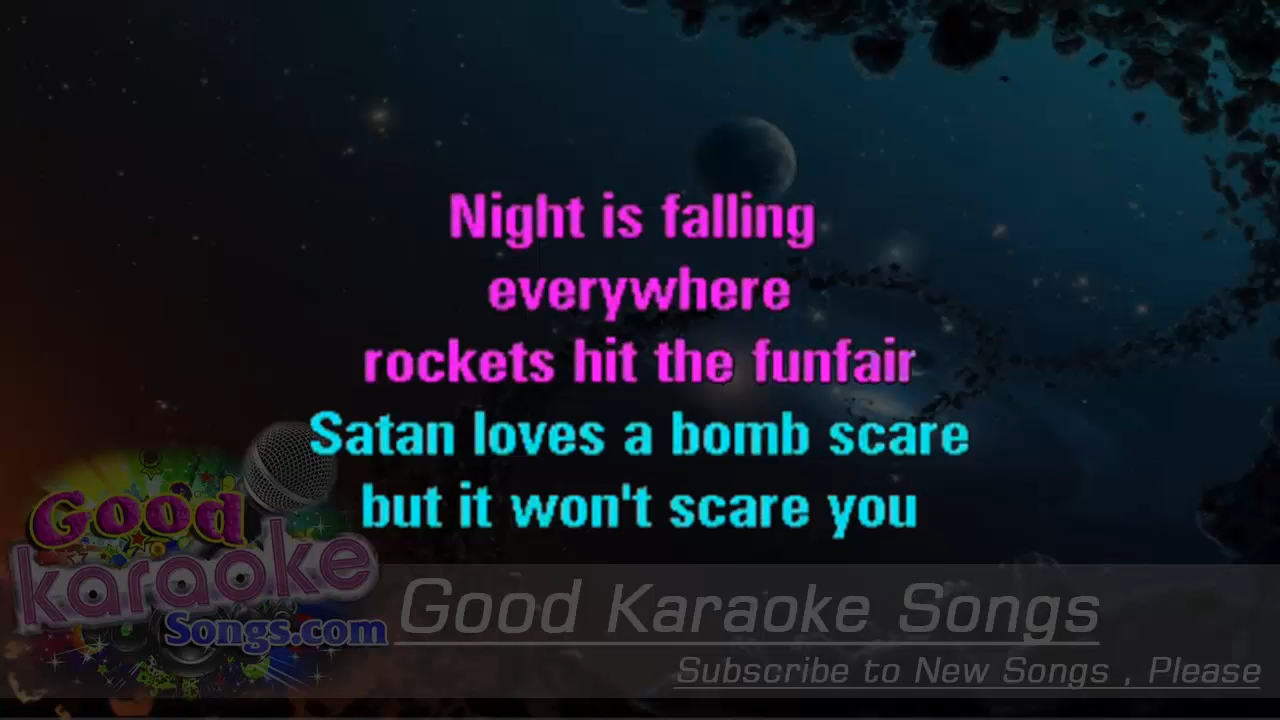 Night is falling
everywhere
rockets hit the funfair
Satan loves a bomb scare
but it won't scare you
Good
karaoke
Songs.com
Good Karaoke Songs
Subscribe to New Songs , Please